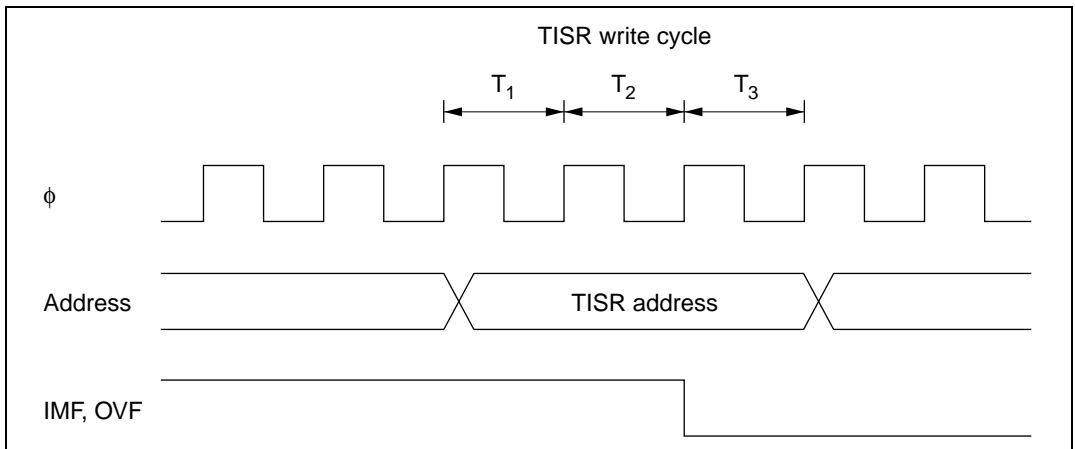 TISR write cycle
T1 T2 T3
φ
Address
TISR address
IMF, OVF